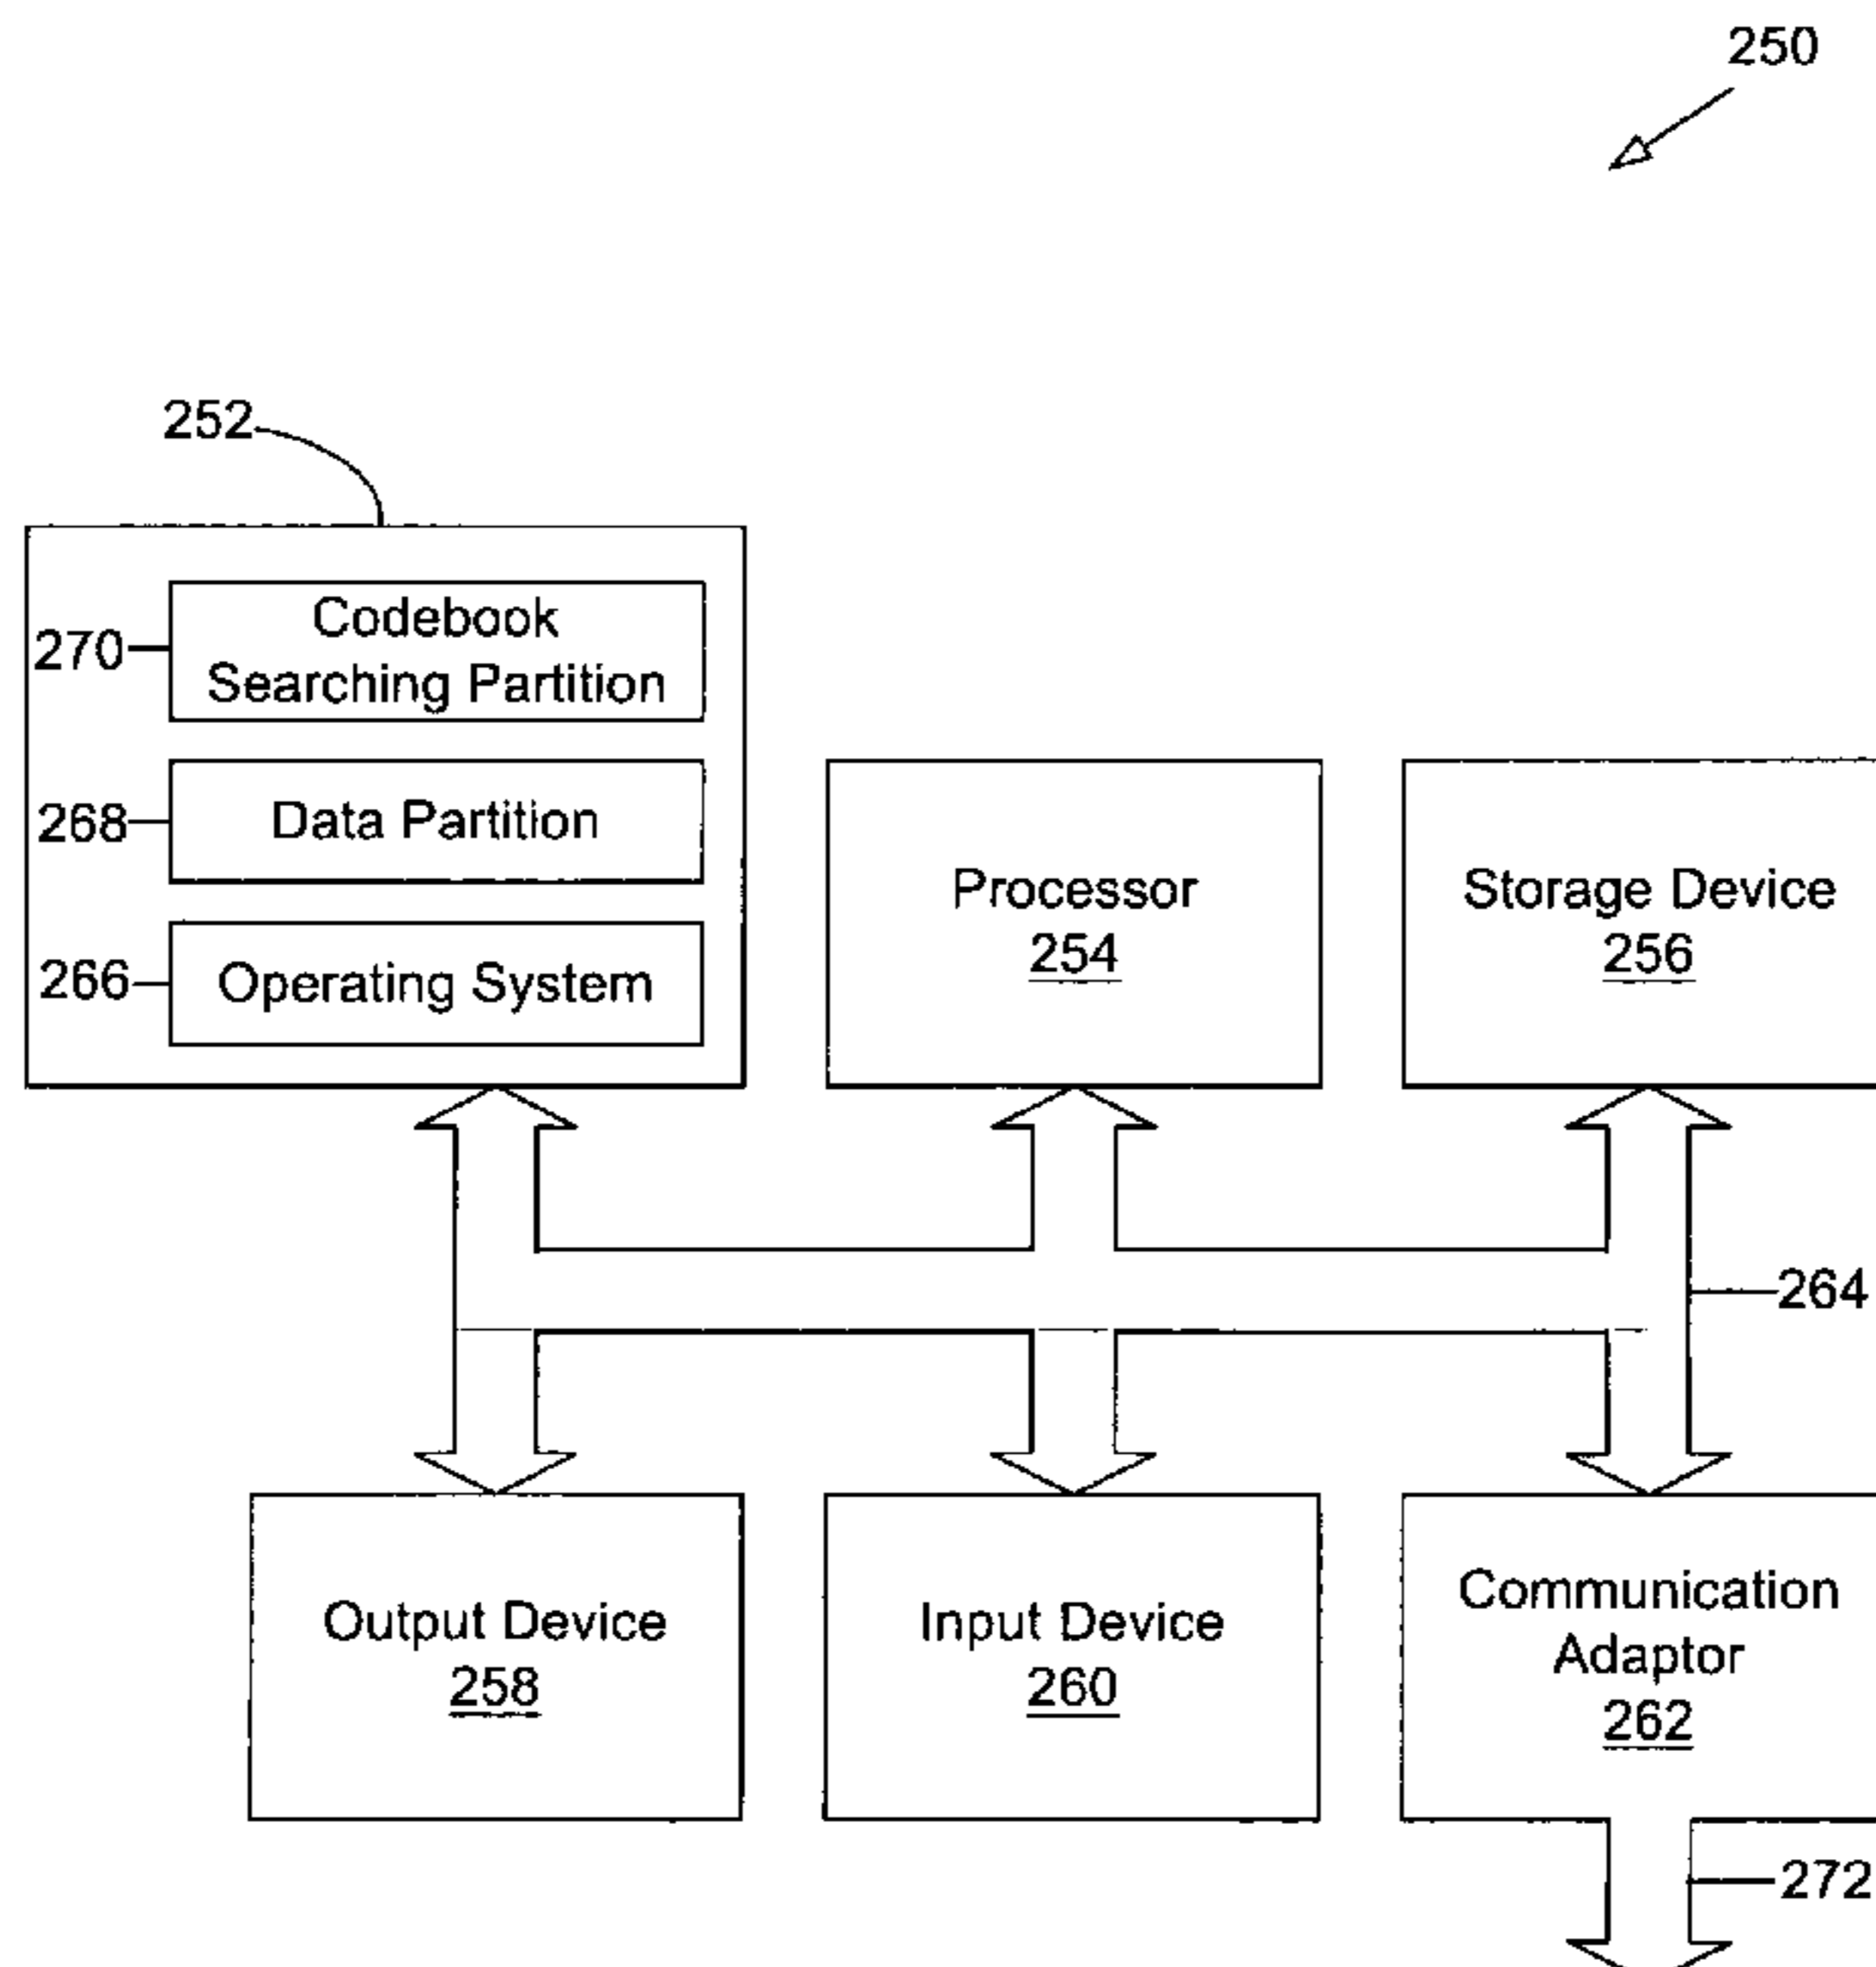 250
252
270
Codebook
Searching Partition
268
Data Partition
266
Operating System
Processor
254
Storage Device
256
264
Output Device
258
Input Device
260
Communication
Adaptor
262
272